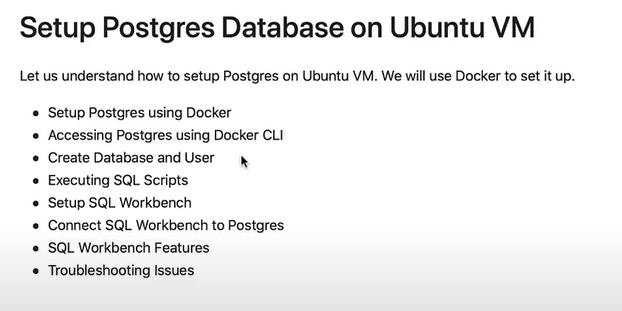 Setup Postgres Database on Ubuntu VM
Let us understand how to setup Postgres on Ubuntu VM. We will use Docker to set it up.
• Setup Postgres using Docker
• Accessing Postgres using Docker CLI
• Create Database and User
• Executing SQL Scripts
• Setup SQL Workbench
• Connect SQL Workbench to Postgres
• SQL Workbench Features
• Troubleshooting Issues